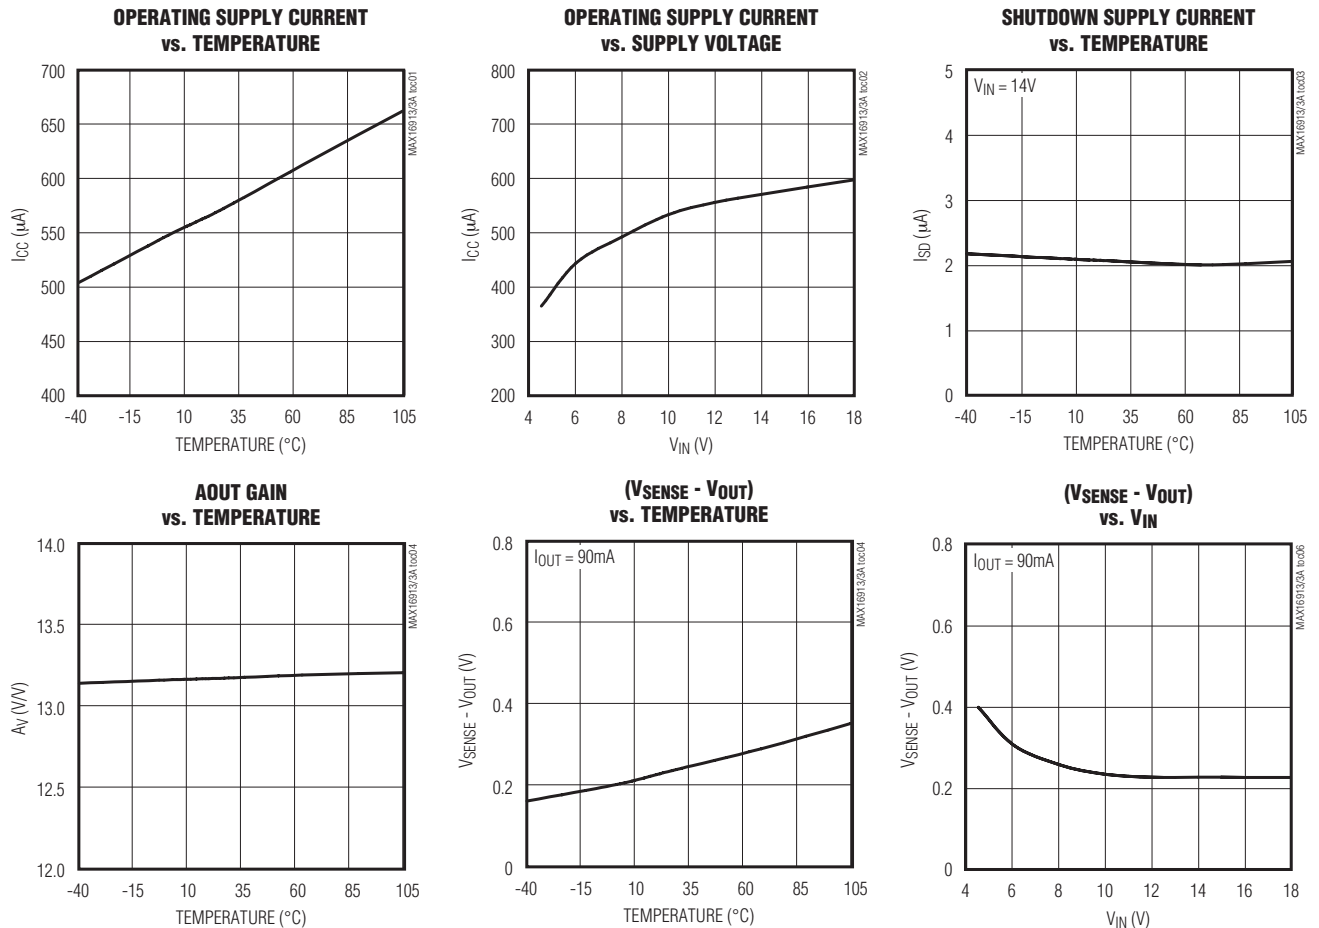 OPERATING SUPPLY CURRENT
vs. TEMPERATURE
700
650
600
550
500
450
400
ICC (µA)
-40 -15 10 35 60 85 105
TEMPERATURE (°C)
MAX16913/3A toc01
OPERATING SUPPLY CURRENT
vs. SUPPLY VOLTAGE
800
700
600
500
400
300
200
ICC (µA)
4 6 8 10 12 14 16 18
VIN (V)
MAX16913/3A toc02
SHUTDOWN SUPPLY CURRENT
vs. TEMPERATURE
VIN = 14V
5
4
3
2
1
0
ISD (µA)
-40 -15 10 35 60 85 105
TEMPERATURE (°C)
MAX16913/3A toc03
AOUT GAIN
vs. TEMPERATURE
14.0
13.5
13.0
12.5
12.0
AV (V/V)
-40 -15 10 35 60 85 105
TEMPERATURE (°C)
MAX16913/3A toc04
(VSENSE - VOUT)
vs. TEMPERATURE
IOUT = 90mA
0.8
0.6
0.4
0.2
0
VSENSE - VOUT (V)
-40 -15 10 35 60 85 105
TEMPERATURE (°C)
MAX16913/3A toc04
(VSENSE - VOUT)
vs. VIN
IOUT = 90mA
0.8
0.6
0.4
0.2
0
VSENSE - VOUT (V)
4 6 8 10 12 14 16 18
VIN (V)
MAX16913/3A toc06